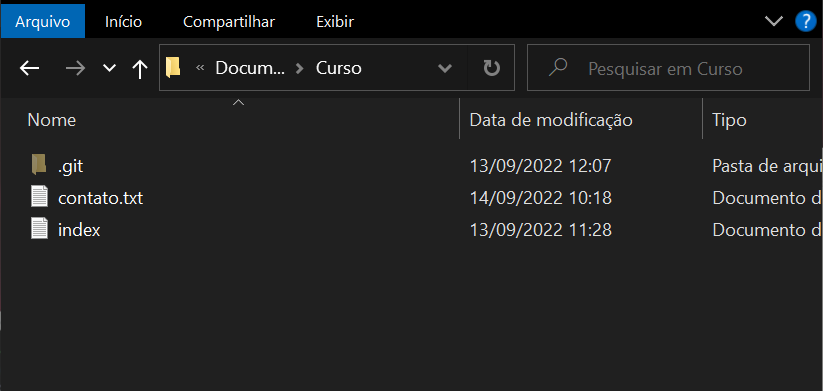 Arquivo Início Compartilhar Exibir ?
« Docum... > Curso Pesquisar em Curso
Nome Data de modificação Tipo
.git 13/09/2022 12:07 Pasta de arqui
contato.txt 14/09/2022 10:18 Documento d
index 13/09/2022 11:28 Documento d